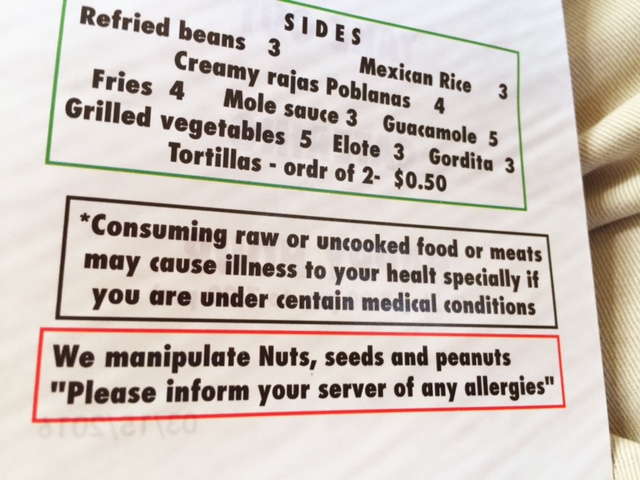 SIDES
Refried beans 3 Mexican Rice 3
Creamy rajas Poblanas 4
Fries 4 Mole sauce 3 Guacamole 5
Grilled vegetables 5 Elote 3 Gordita 3
Tortillas - ordr of 2- $0.50
*Consuming raw or uncooked food or meats
may cause illness to your healt specially if
you are under centain medical conditions
We manipulate Nuts, seeds and peanuts
"Please inform your server of any allergies"
03/15/2016